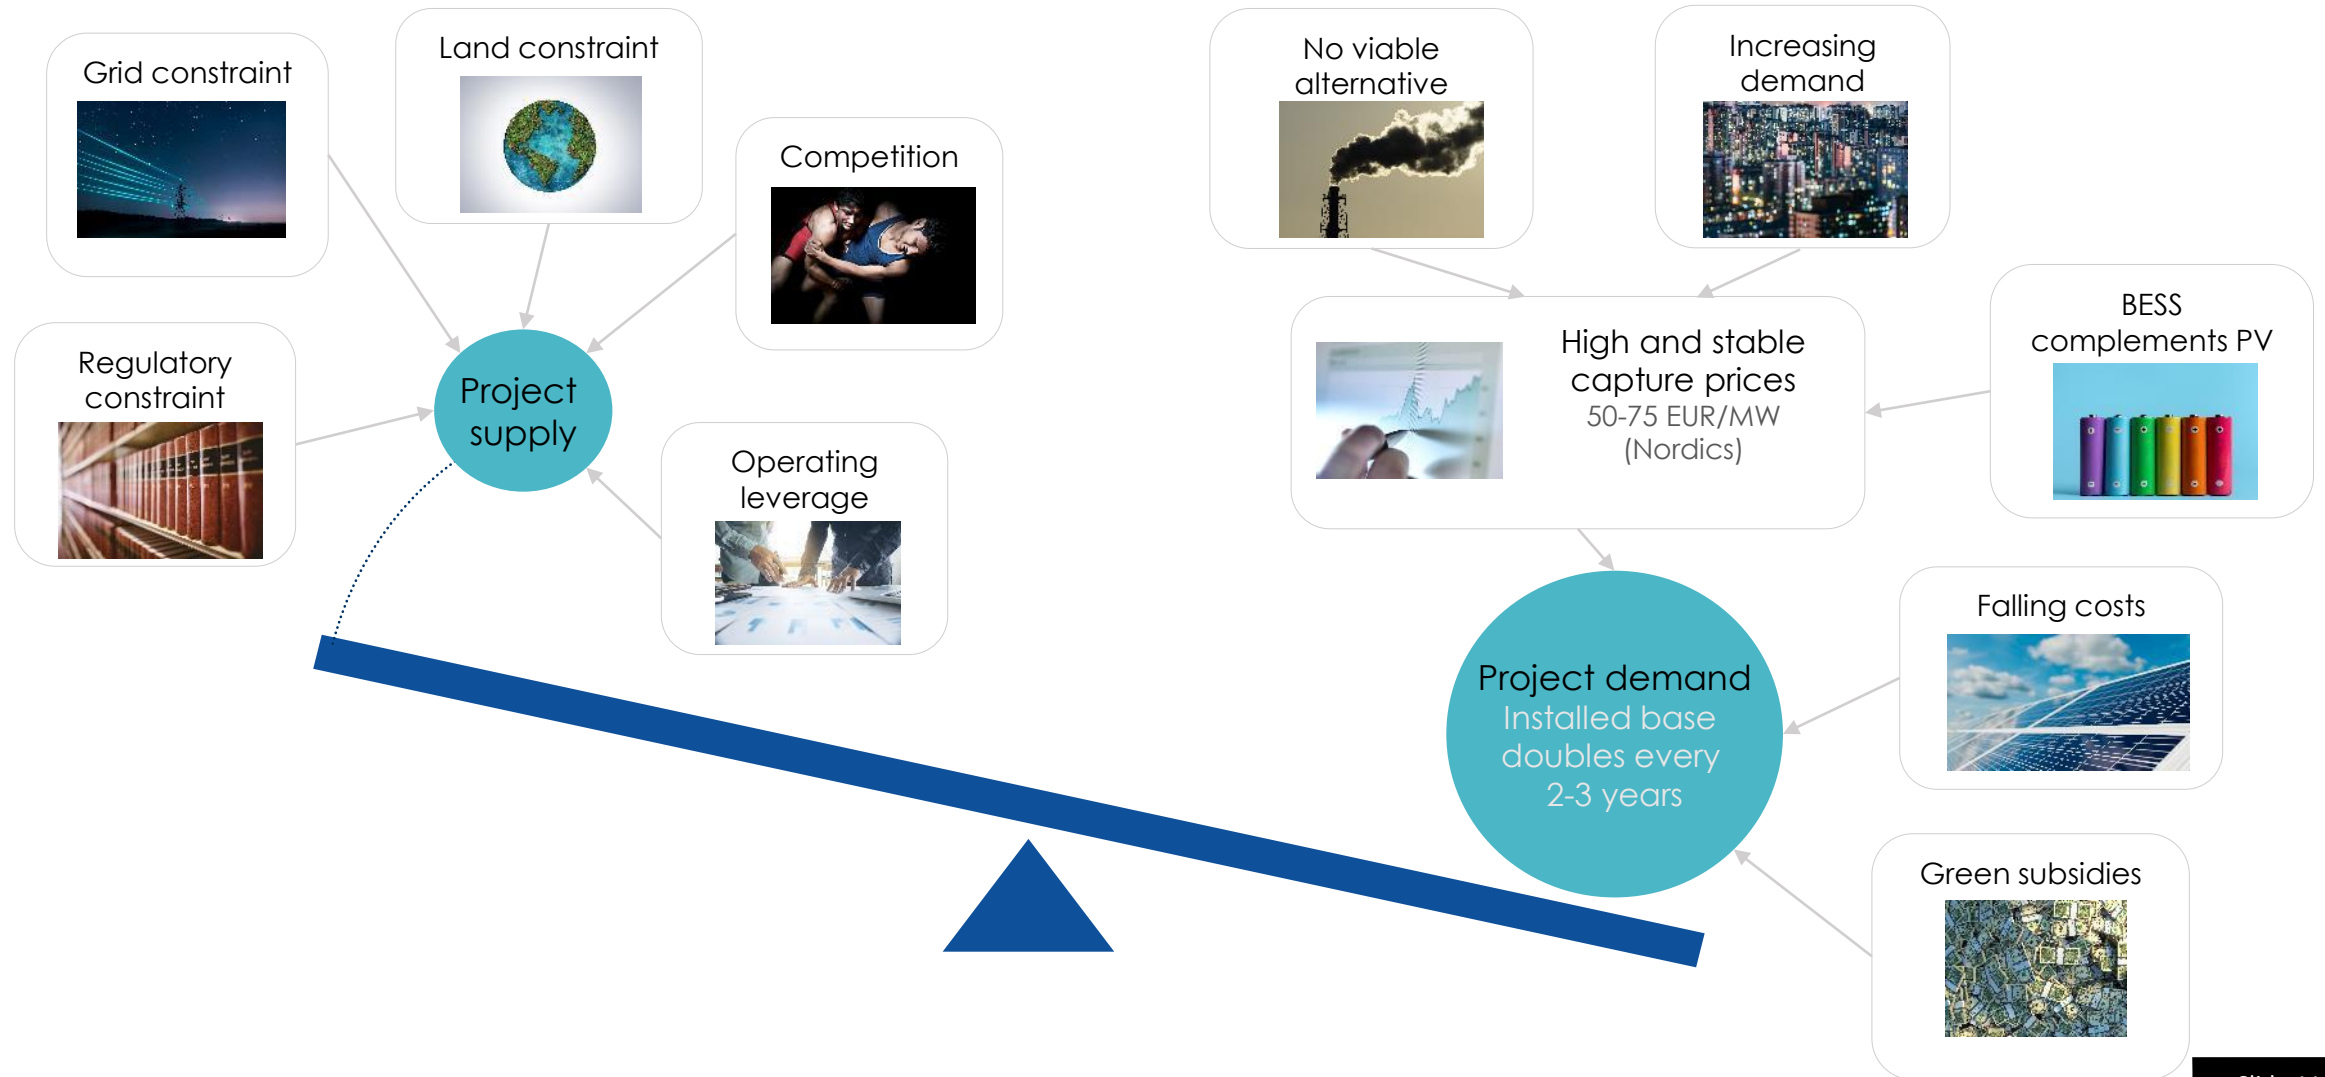 Grid constraint
Land constraint
Competition
Regulatory
constraint
Project
supply
Operating
leverage
No viable
alternative
Increasing
demand
High and stable
capture prices
50-75 EUR/MW
(Nordics)
BESS
complements PV
Project demand
Installed base
doubles every
2-3 years
Falling costs
Green subsidies